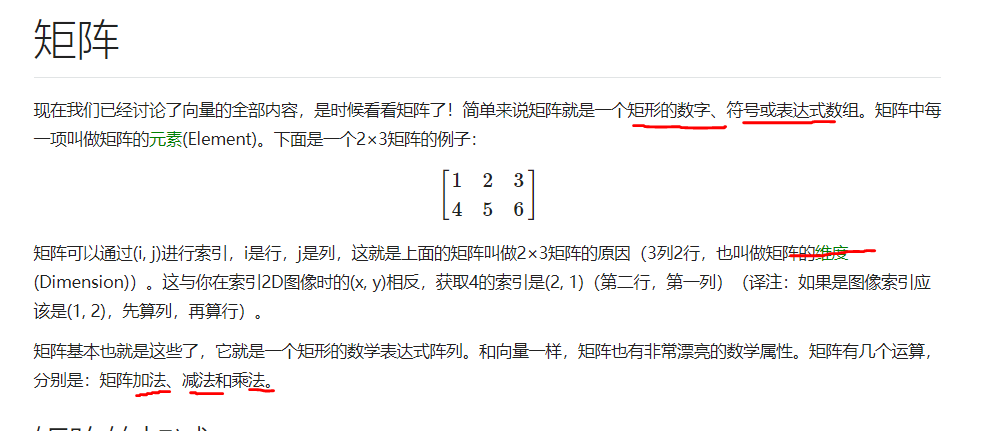 矩阵
现在我们已经讨论了向量的全部内容，是时候看看矩阵了！简单来说矩阵就是一个矩形的数字、符号或表达式数组。矩阵中每
一项叫做矩阵的元素(Element)。下面是一个2×3矩阵的例子：
1 2 3
4 5 6
矩阵可以通过(i, j)进行索引，i是行，j是列，这就是上面的矩阵叫做2×3矩阵的原因（3列2行，也叫做矩阵的维度
(Dimension)）。这与你在索引2D图像时的(x, y)相反，获取4的索引是(2, 1)（第二行，第一列）（译注：如果是图像索引应
该是(1, 2)，先算列，再算行）。
矩阵基本也就是这些了，它就是一个矩形的数学表达式阵列。和向量一样，矩阵也有非常漂亮的数学属性。矩阵有几个运算，
分别是：矩阵加法、减法和乘法。